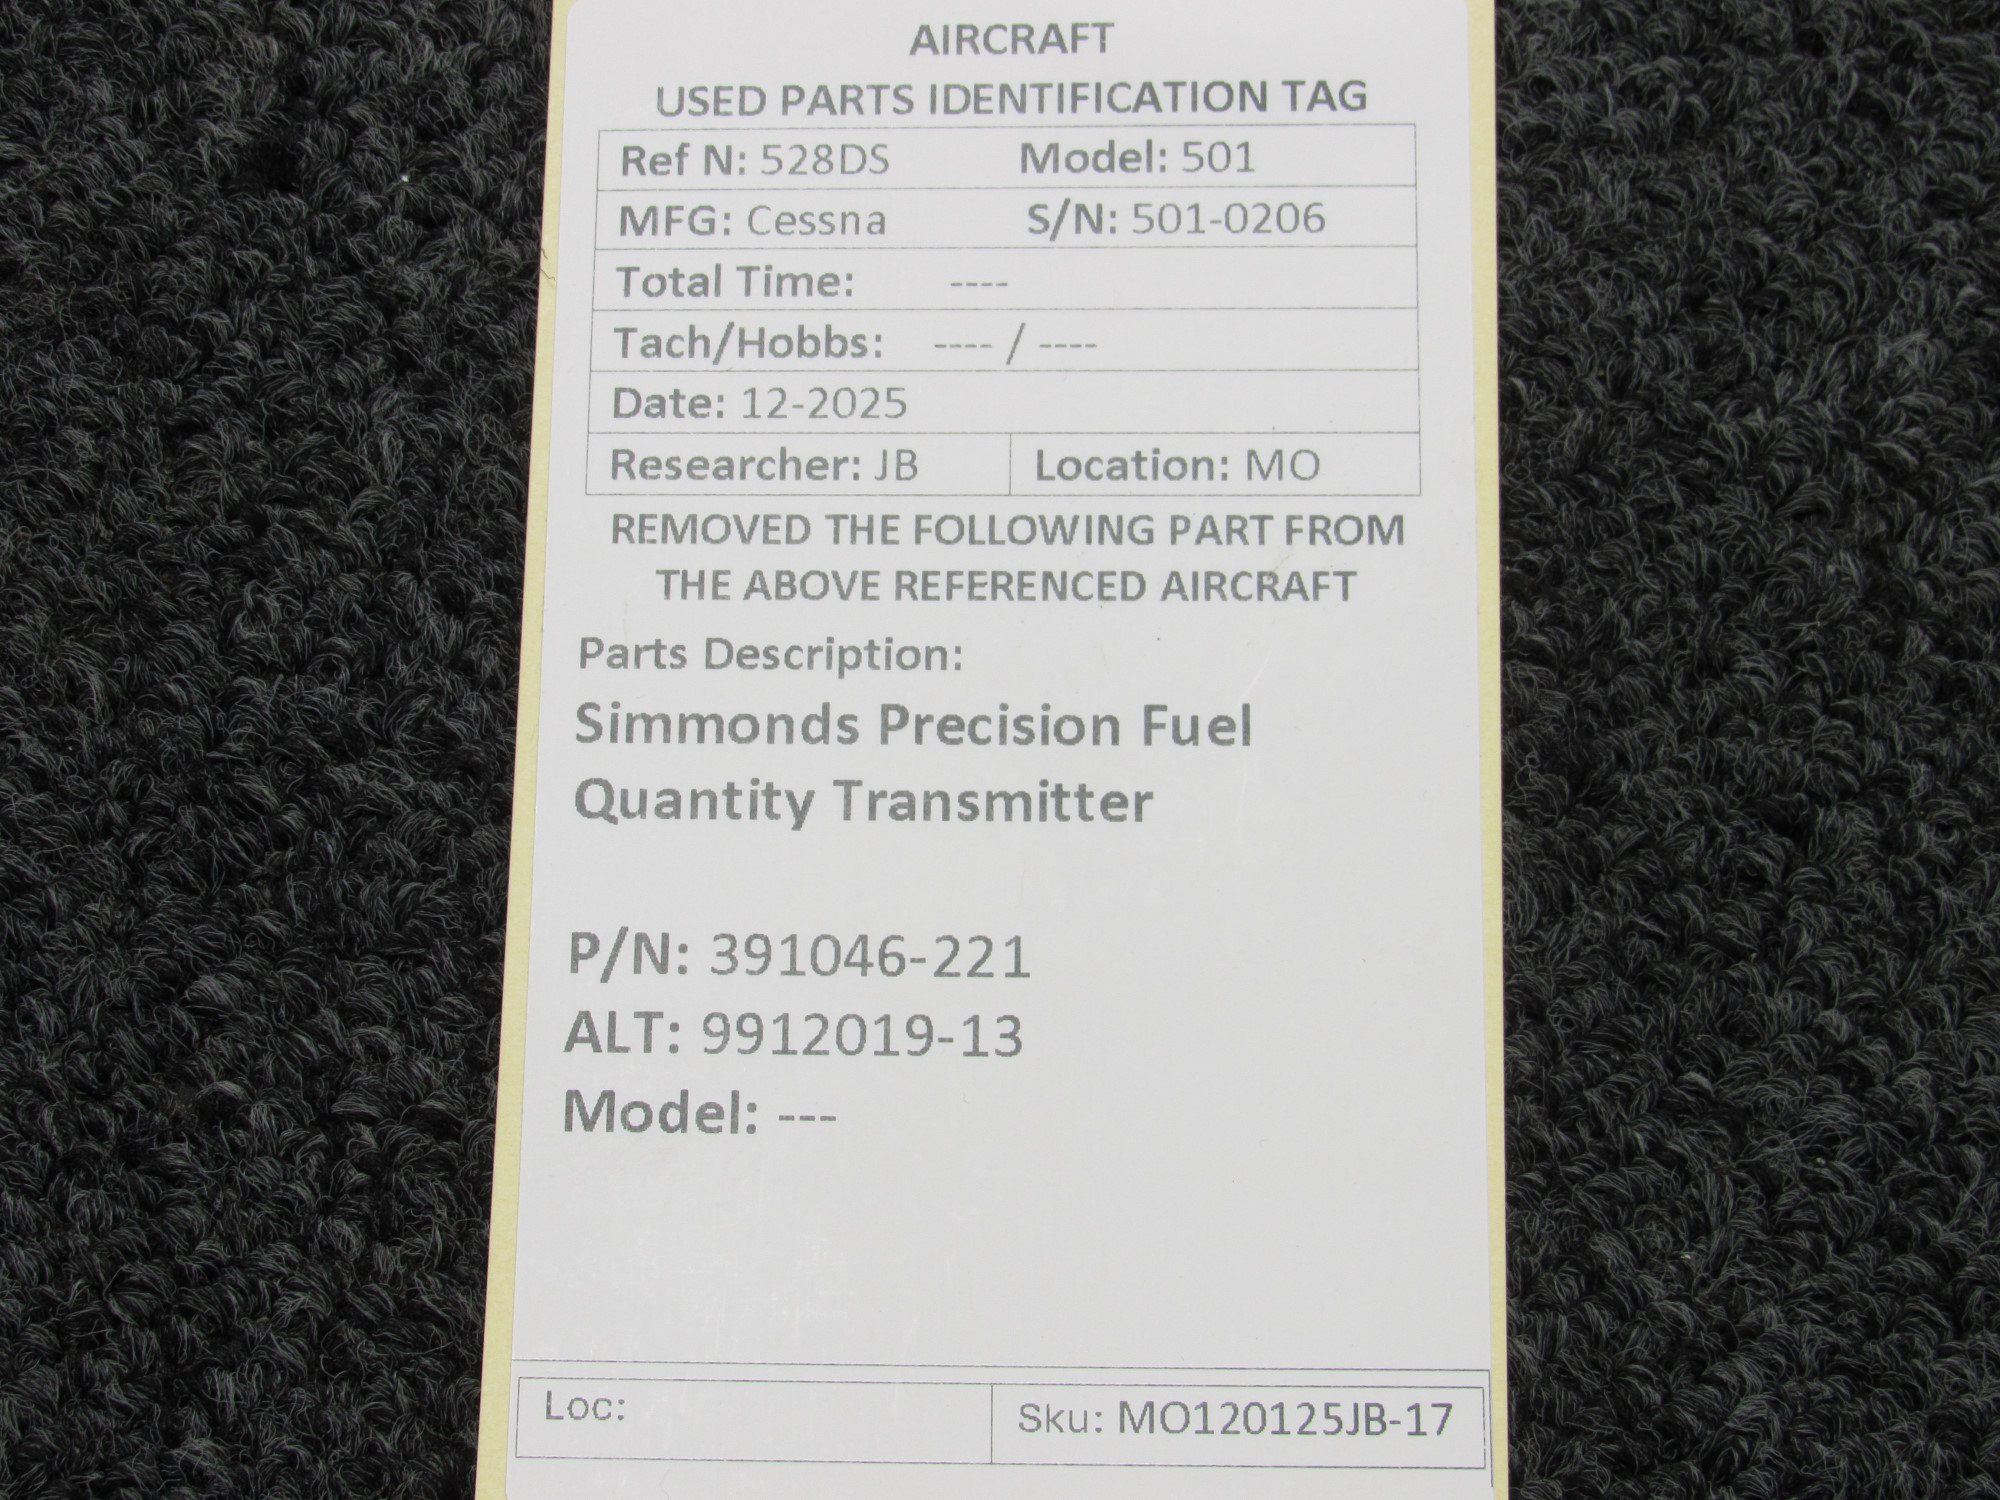 AIRCRAFT
USED PARTS IDENTIFICATION TAG
Ref N: 528DS Model: 501
MFG: Cessna S/N: 501-0206
Total Time: ----
Tach/Hobbs: ---- / ----
Date: 12-2025
Researcher: JB Location: MO
REMOVED THE FOLLOWING PART FROM
THE ABOVE REFERENCED AIRCRAFT
Parts Description:
Simmonds Precision Fuel
Quantity Transmitter
P/N: 391046-221
ALT: 9912019-13
Model: ---
Loc: Sku: MO120125JB-17